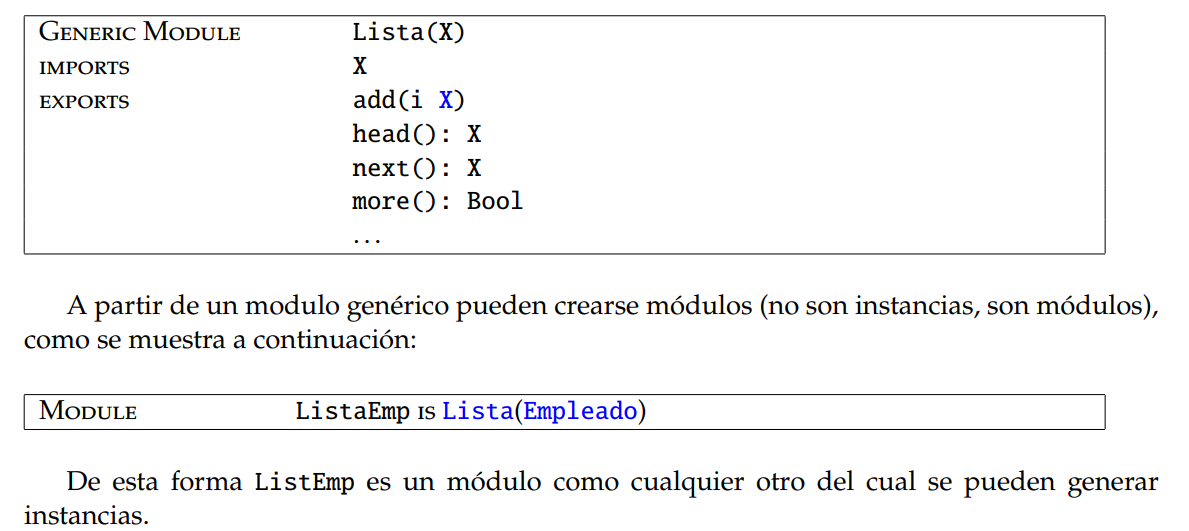 GENERIC MODULE Lista(X)
IMPORTS X
EXPORTS add(i X)
head(): X
next(): X
more(): Bool
...
A partir de un modulo genérico pueden crearse módulos (no son instancias, son módulos),
como se muestra a continuación:
MODULE ListaEmp IS Lista(Empleado)
De esta forma ListEmp es un módulo como cualquier otro del cual se pueden generar
instancias.